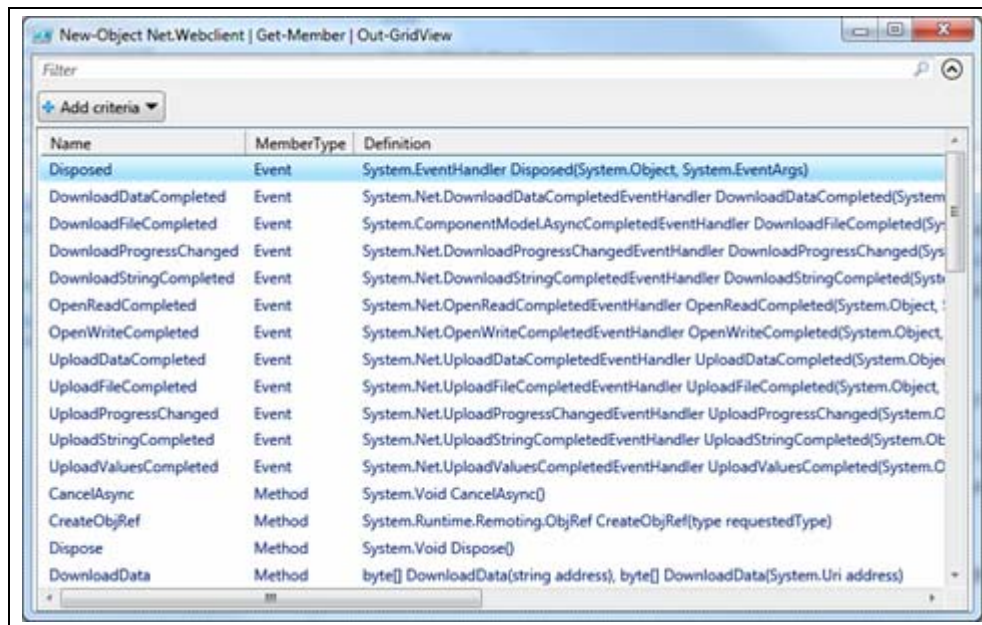 New-Object Net.Webclient | Get-Member | Out-GridView
Filter
Add criteria
Name MemberType Definition
Disposed Event System.EventHandler Disposed(System.Object, System.EventArgs)
DownloadDataCompleted Event System.Net.DownloadDataCompletedEventHandler DownloadDataCompleted(System
DownloadFileCompleted Event System.ComponentModel.AsyncCompletedEventHandler DownloadFileCompleted(Sy
DownloadProgressChanged Event System.Net.DownloadProgressChangedEventHandler DownloadProgressChanged(Sys
DownloadStringCompleted Event System.Net.DownloadStringCompletedEventHandler DownloadStringCompleted(Syst
OpenReadCompleted Event System.Net.OpenReadCompletedEventHandler OpenReadCompleted(System.Object,
OpenWriteCompleted Event System.Net.OpenWriteCompletedEventHandler OpenWriteCompleted(System.Object,
UploadDataCompleted Event System.Net.UploadDataCompletedEventHandler UploadDataCompleted(System.Obje
UploadFileCompleted Event System.Net.UploadFileCompletedEventHandler UploadFileCompleted(System.Object,
UploadProgressChanged Event System.Net.UploadProgressChangedEventHandler UploadProgressChanged(System.O
UploadStringCompleted Event System.Net.UploadStringCompletedEventHandler UploadStringCompleted(System.Ob
UploadValuesCompleted Event System.Net.UploadValuesCompletedEventHandler UploadValuesCompleted(System.O
CancelAsync Method System.Void CancelAsync()
CreateObjRef Method System.Runtime.Remoting.ObjRef CreateObjRef(type requestedType)
Dispose Method System.Void Dispose()
DownloadData Method byte[] DownloadData(string address), byte[] DownloadData(System.Uri address)